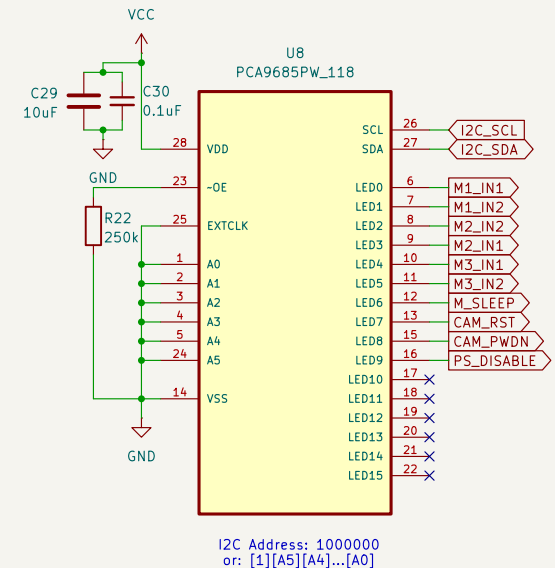 VCC
U8
PCA9685PW_118
C29
10uF
C30
0.1uF
GND
R22
250k
GND
28 VDD
23 ~OE
25 EXTCLK
1 A0
2 A1
3 A2
4 A3
5 A4
24 A5
14 VSS
SCL 26 I2C_SCL
SDA 27 I2C_SDA
LED0 6 M1_IN1
LED1 7 M1_IN2
LED2 8 M2_IN2
LED3 9 M2_IN1
LED4 10 M3_IN1
LED5 11 M3_IN2
LED6 12 M_SLEEP
LED7 13 CAM_RST
LED8 15 CAM_PWDN
LED9 16 PS_DISABLE
LED10 17
LED11 18
LED12 19
LED13 20
LED14 21
LED15 22
I2C Address: 1000000
or: [1][A5][A4]...[A0]